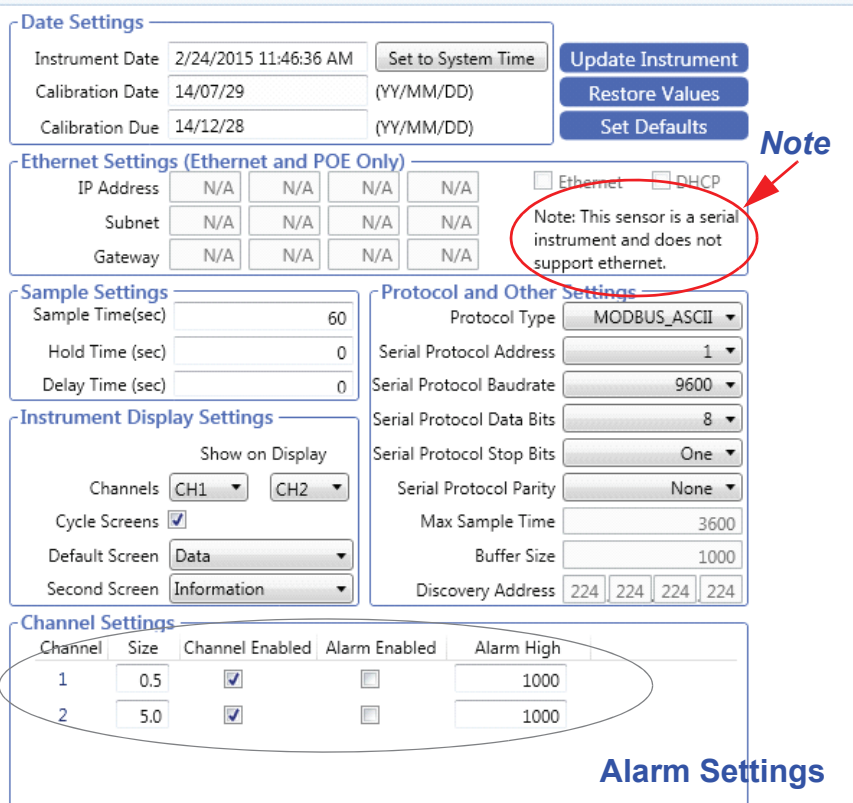 Date Settings
Instrument Date 2/24/2015 11:46:36 AM Set to System Time Update Instrument
Calibration Date 14/07/29 (YY/MM/DD) Restore Values
Calibration Due 14/12/28 (YY/MM/DD) Set Defaults
Note
Ethernet Settings (Ethernet and POE Only)
IP Address N/A N/A N/A N/A Ethernet DHCP
Subnet N/A N/A N/A N/A
Gateway N/A N/A N/A N/A
Note: This sensor is a serial
instrument and does not
support ethernet.
Sample Settings
Sample Time(sec) 60
Hold Time (sec) 0
Delay Time (sec) 0
Instrument Display Settings
Show on Display
Channels CH1 CH2
Cycle Screens
Default Screen Data
Second Screen Information
Protocol and Other Settings
Protocol Type MODBUS_ASCII
Serial Protocol Address 1
Serial Protocol Baudrate 9600
Serial Protocol Data Bits 8
Serial Protocol Stop Bits One
Serial Protocol Parity None
Max Sample Time 3600
Buffer Size 1000
Discovery Address 224 224 224 224
Channel Settings
Channel Size Channel Enabled Alarm Enabled Alarm High
1 0.5 1000
2 5.0 1000
Alarm Settings